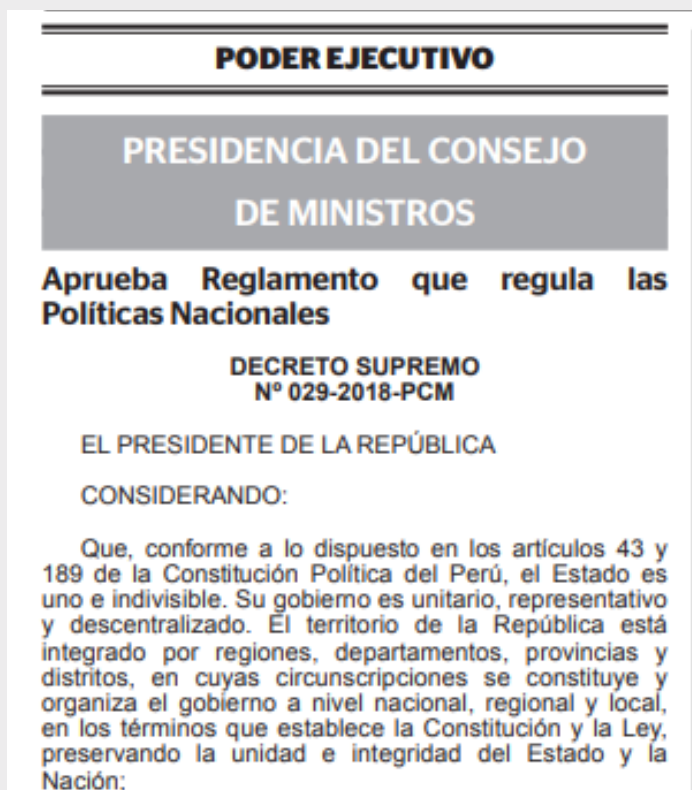 PODER EJECUTIVO
PRESIDENCIA DEL CONSEJO
DE MINISTROS
Aprueba Reglamento que regula las
Políticas Nacionales
DECRETO SUPREMO
Nº 029-2018-PCM
EL PRESIDENTE DE LA REPÚBLICA
CONSIDERANDO:
Que, conforme a lo dispuesto en los artículos 43 y
189 de la Constitución Política del Perú, el Estado es
uno e indivisible. Su gobierno es unitario, representativo
y descentralizado. El territorio de la República está
integrado por regiones, departamentos, provincias y
distritos, en cuyas circunscripciones se constituye y
organiza el gobierno a nivel nacional, regional y local,
en los términos que establece la Constitución y la Ley,
preservando la unidad e integridad del Estado y la
Nación;